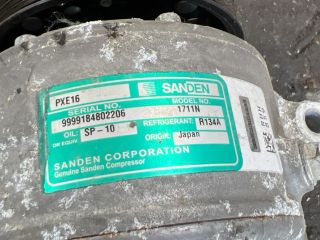 SANDEN
PXE16
SERIAL NO.
9999184802206
MODEL NO.
1711N
OIL: SP-10
OR EQUIV.
REFRIGERANT: R134A
ORIGIN: Japan
SANDEN CORPORATION
Genuine Sanden Compressor